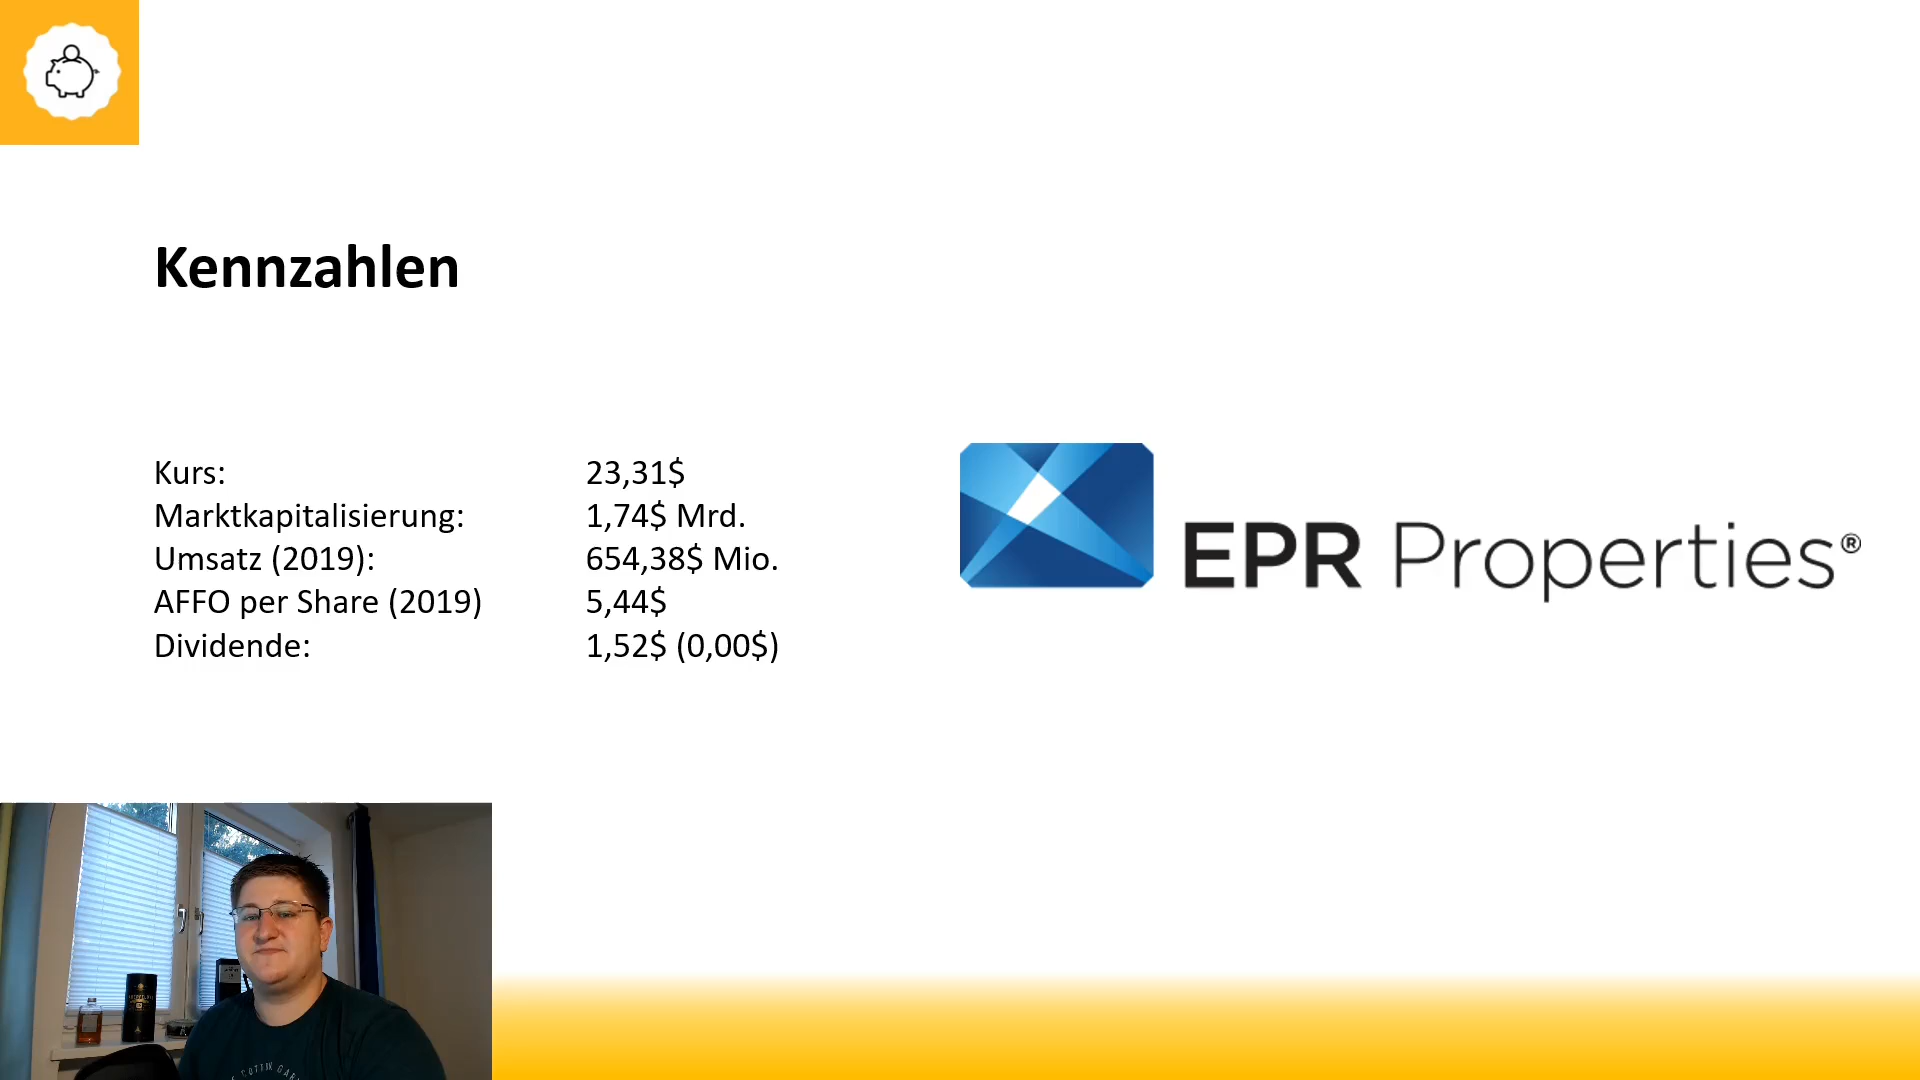 Kennzahlen
Kurs: 23,31$
Marktkapitalisierung: 1,74$ Mrd.
Umsatz (2019): 654,38$ Mio.
AFFO per Share (2019) 5,44$
Dividende: 1,52$ (0,00$)
EPR Properties®